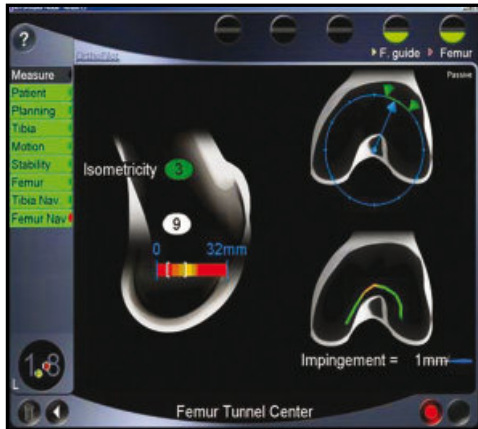 ?
OrthoPilot
F. guide Femur
Measure
Passive
Patient
Planning
Tibia
Motion
Stability
Femur
Tibia Nav.
Femur Nav
Isometricity 3
9
0 32mm
Impingement = 1mm
1.8
L
Femur Tunnel Center